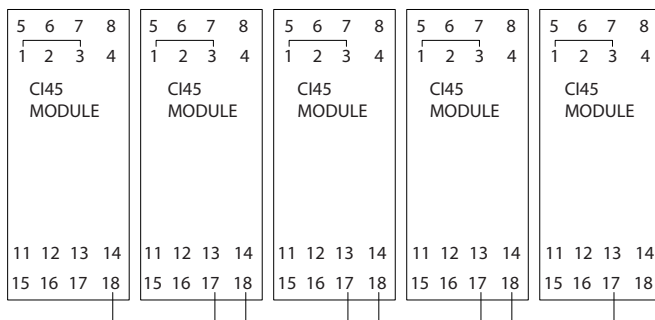 5 6 7 8 5 6 7 8 5 6 7 8 5 6 7 8 5 6 7 8
1 2 3 4 1 2 3 4 1 2 3 4 1 2 3 4 1 2 3 4
CI45 CI45 CI45 CI45 CI45
MODULE MODULE MODULE MODULE MODULE
11 12 13 14 11 12 13 14 11 12 13 14 11 12 13 14 11 12 13 14
15 16 17 18 15 16 17 18 15 16 17 18 15 16 17 18 15 16 17 18